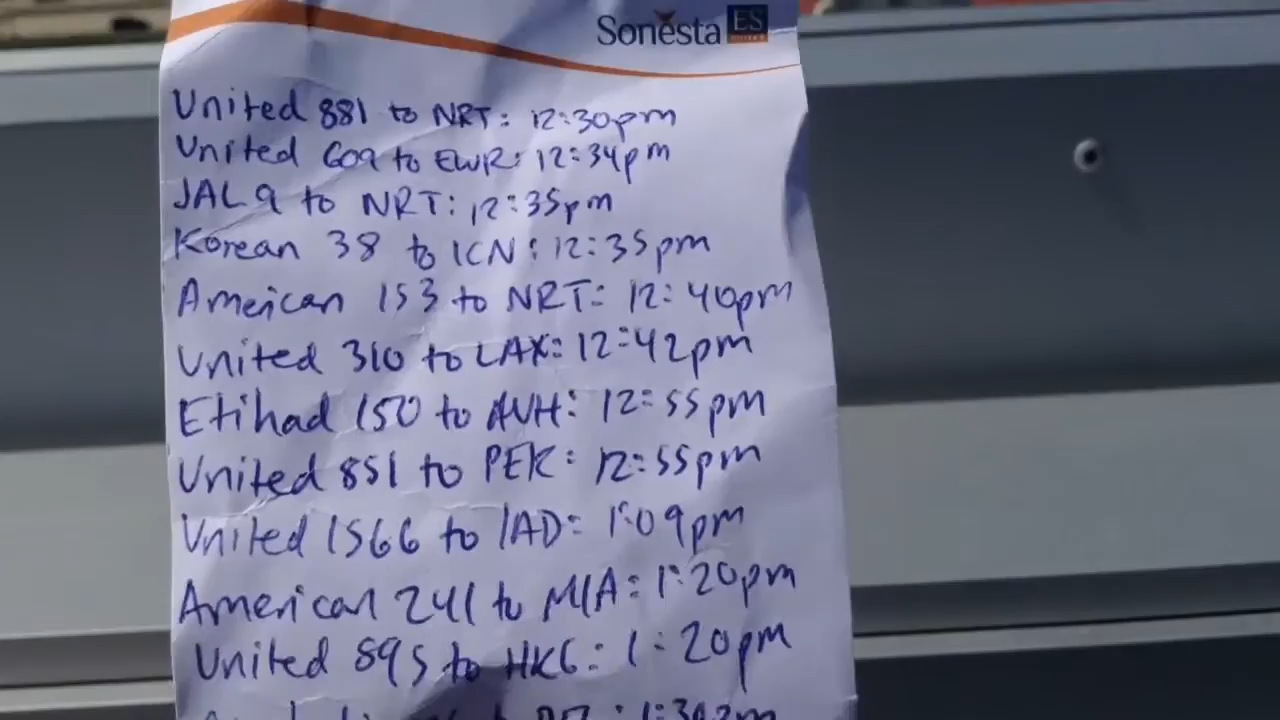 Sonesta ES
United 881 to NRT: 12:30pm
United 609 to EWR: 12:34pm
JAL 9 to NRT: 12:35pm
Korean 38 to ICN: 12:35pm
American 153 to NRT: 12:40pm
United 310 to LAX: 12:42pm
Etihad 150 to AUH: 12:55pm
United 851 to PEK: 12:55pm
United 1566 to IAD: 1:09pm
American 241 to MIA: 1:20pm
United 895 to HKG: 1:20pm